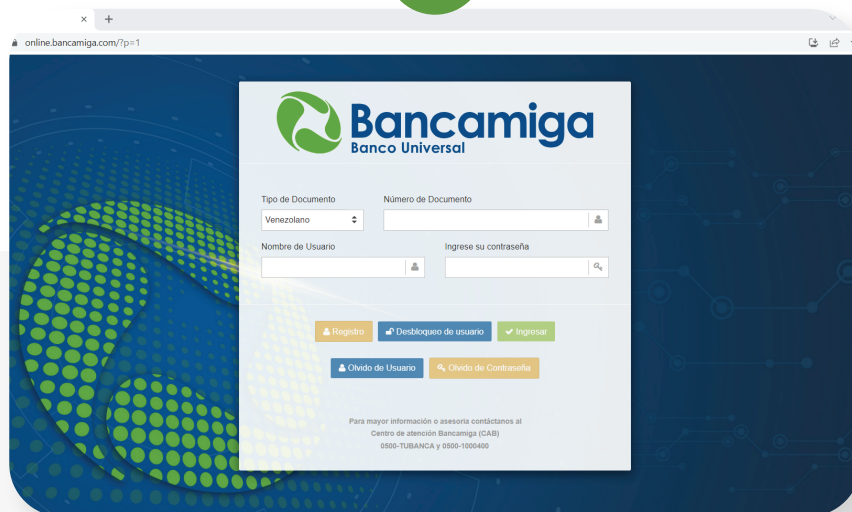 online.bancamiga.com/?p=1
Bancamiga
Banco Universal
Tipo de Documento Número de Documento
Venezolano
Nombre de Usuario Ingrese su contraseña
Registro Desbloqueo de usuario Ingresar
Olvido de Usuario Olvido de Contraseña
Para mayor información o asesoria contáctanos al
Centro de atención Bancamiga (CAB)
0500-TUBANCA y 0500-1000400